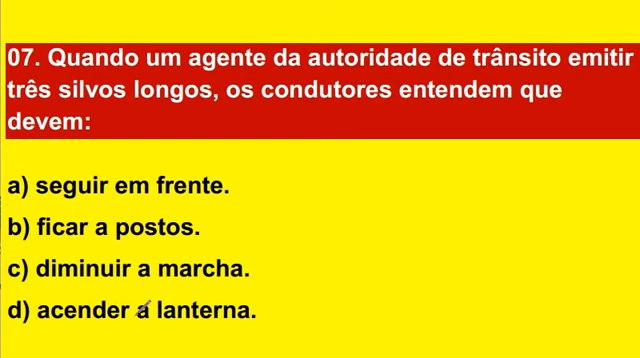 07. Quando um agente da autoridade de trânsito emitir
três silvos longos, os condutores entendem que
devem:
a) seguir em frente.
b) ficar a postos.
c) diminuir a marcha.
d) acender a lanterna.